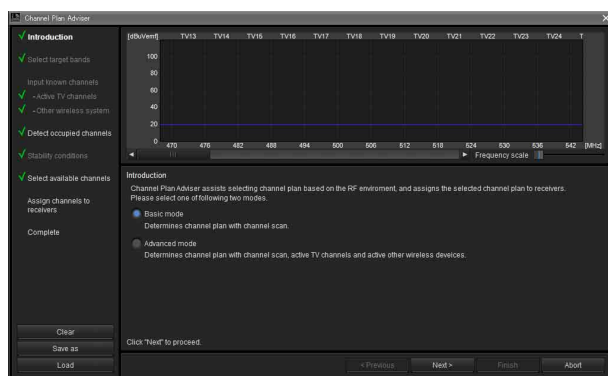 Channel Plan Adviser
Introduction
Select target bands
Input known channels
- Active TV channels
- Other wireless system
Detect occupied channels
Stability conditions
Select available channels
Assign channels to
receivers
Complete
Clear
Save as
Load
[dBuVemf] TV13 TV14 TV15 TV16 TV17 TV18 TV19 TV20 TV21 TV22 TV23 TV24 T
100
80
60
40
20
0
470 476 482 488 494 500 506 512 518 524 530 536 542 [MHz]
Frequency scale
Introduction
Channel Plan Adviser assists selecting channel plan based on the RF enviroment, and assigns the selected channel plan to receivers.
Please select one of following two modes.
Basic mode
Determines channel plan with channel scan.
Advanced mode
Determines channel plan with channel scan, active TV channels and active other wireless deveices.
Click "Next" to proceed.
< Previous Next > Finish Abort